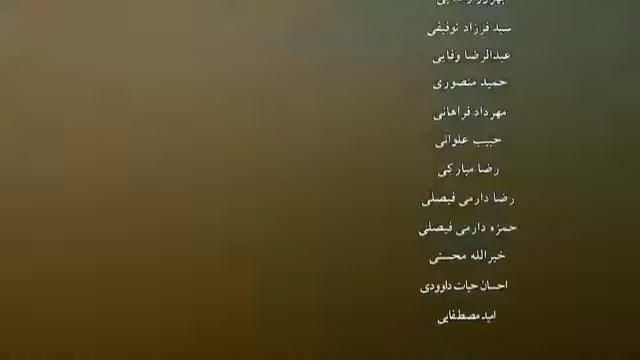 سید فرزاد توفیقی
عبدالرضا وفایی
حمید منصوری
مهرداد فراهانی
حبیب علوانی
رضا مبارکی
رضا دارمی فیصلی
حمزه دارمی فیصلی
خیرالله محسنی
احسان حیات داوودی
امید مصطفایی